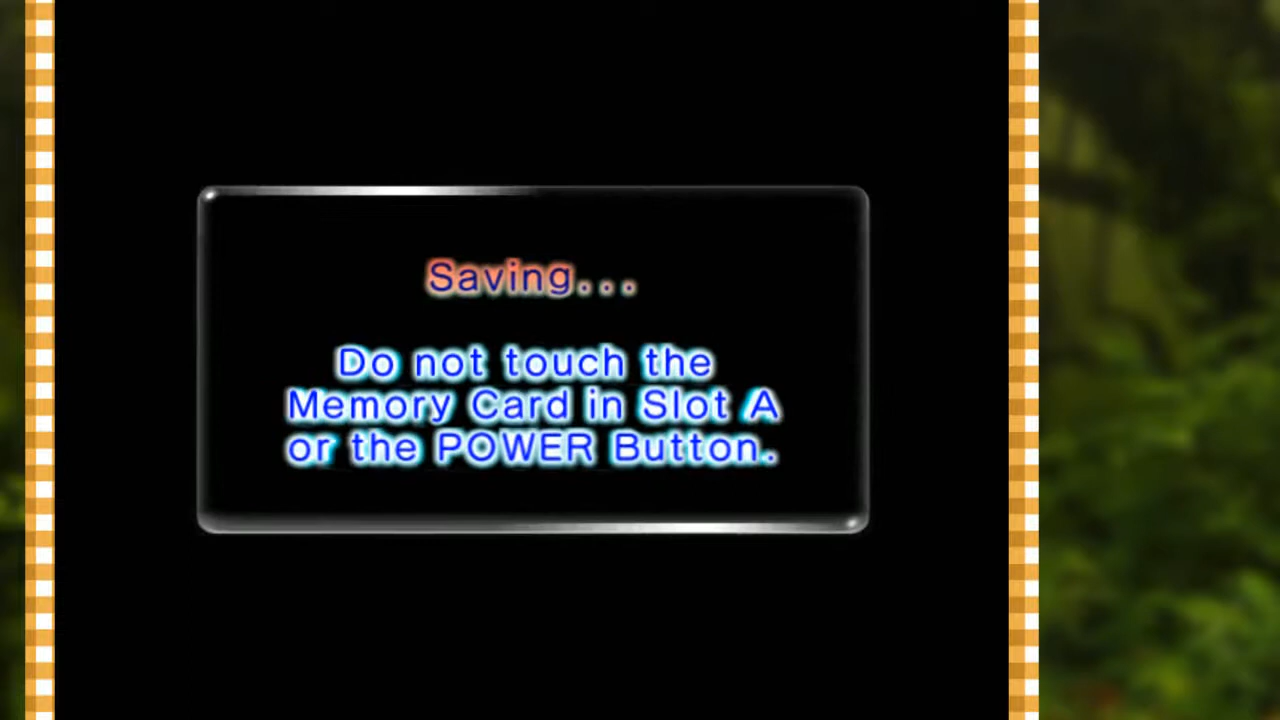 Saving...
Do not touch the
Memory Card in Slot A
or the POWER Button.